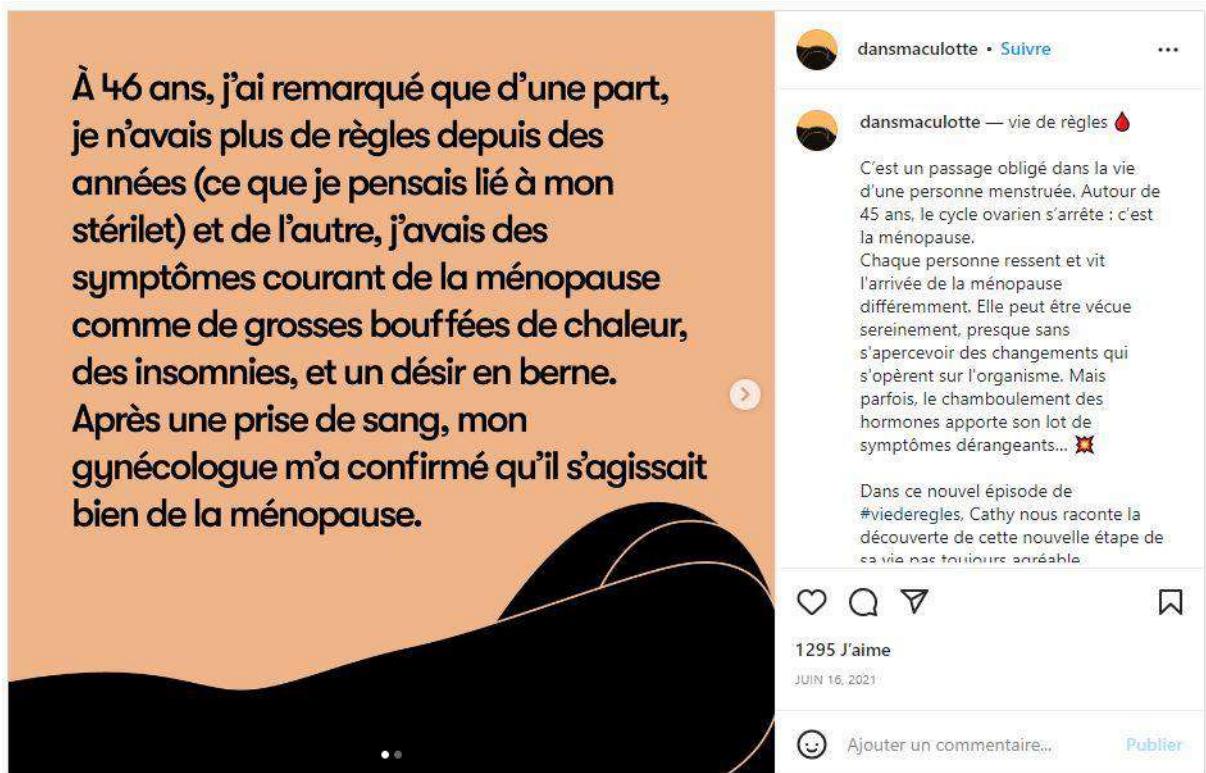 À 46 ans, j'ai remarqué que d'une part,
je n'avais plus de règles depuis des
années (ce que je pensais lié à mon
stérilet) et de l'autre, j'avais des
symptômes courant de la ménopause
comme de grosses bouffées de chaleur,
des insomnies, et un désir en berne.
Après une prise de sang, mon
gynécologue m'a confirmé qu'il s'agissait
bien de la ménopause.
dansmaculotte • Suivre
dansmaculotte — vie de règles 🩸
C'est un passage obligé dans la vie
d'une personne menstruée. Autour de
45 ans, le cycle ovarien s'arrête : c'est
la ménopause.
Chaque personne ressent et vit
l'arrivée de la ménopause
différemment. Elle peut être vécue
sereinement, presque sans
s'apercevoir des changements qui
s'opèrent sur l'organisme. Mais
parfois, le chamboulement des
hormones apporte son lot de
symptômes dérangeants... 💥
Dans ce nouvel épisode de
#viederegles, Cathy nous raconte la
découverte de cette nouvelle étape de
sa vie pas toujours agréable
1295 J'aime
JUIN 16, 2021
Ajouter un commentaire...
Publier